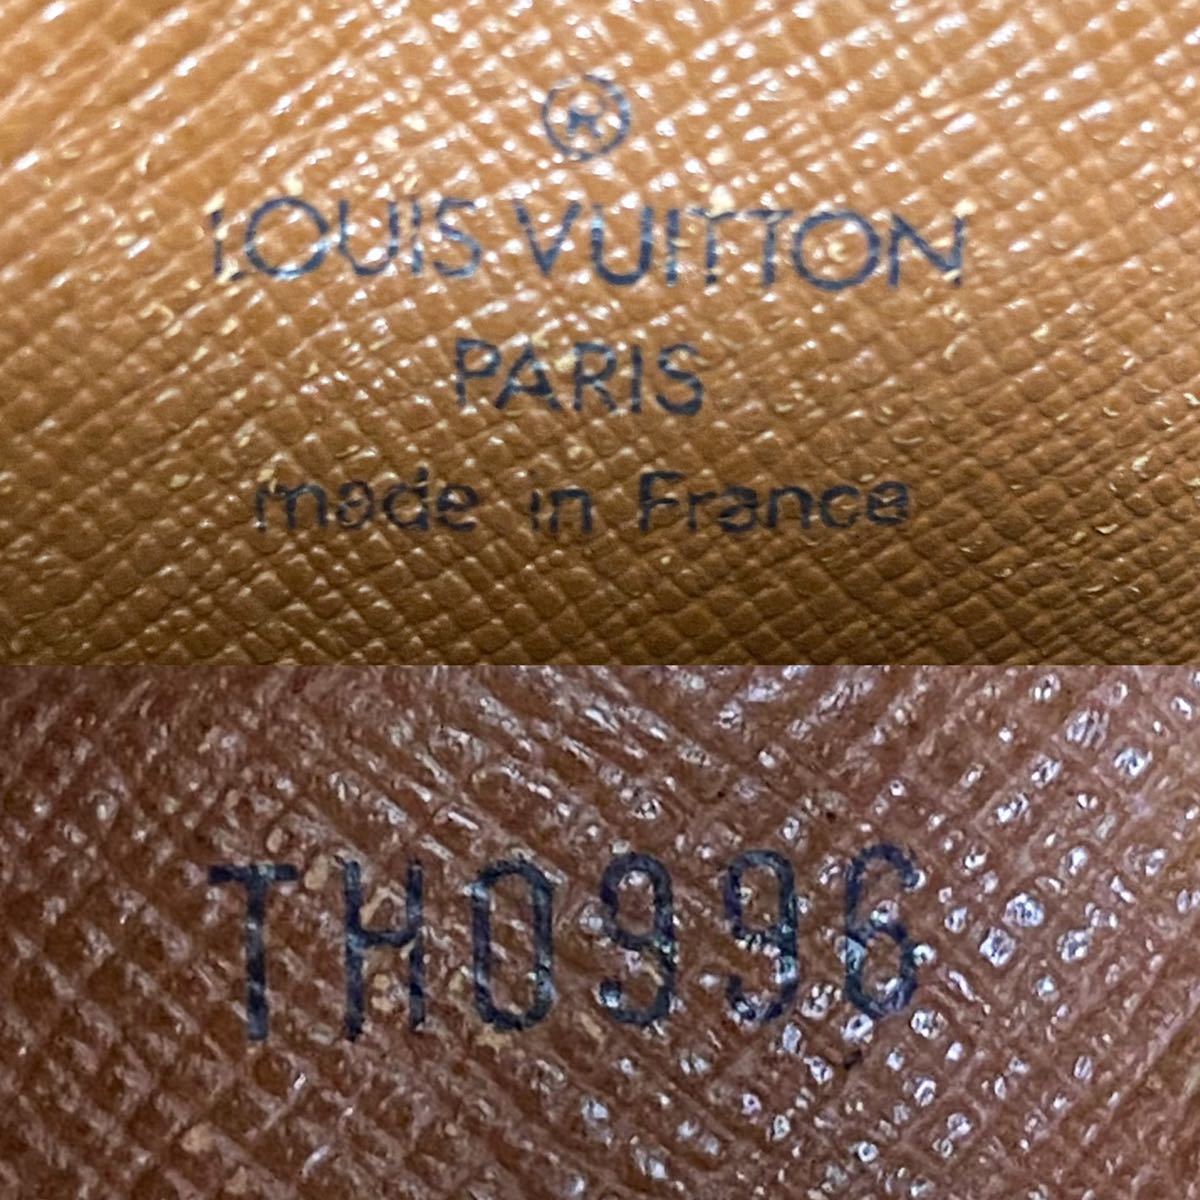 ®
LOUIS VUITTON
PARIS
made in France
TH0996